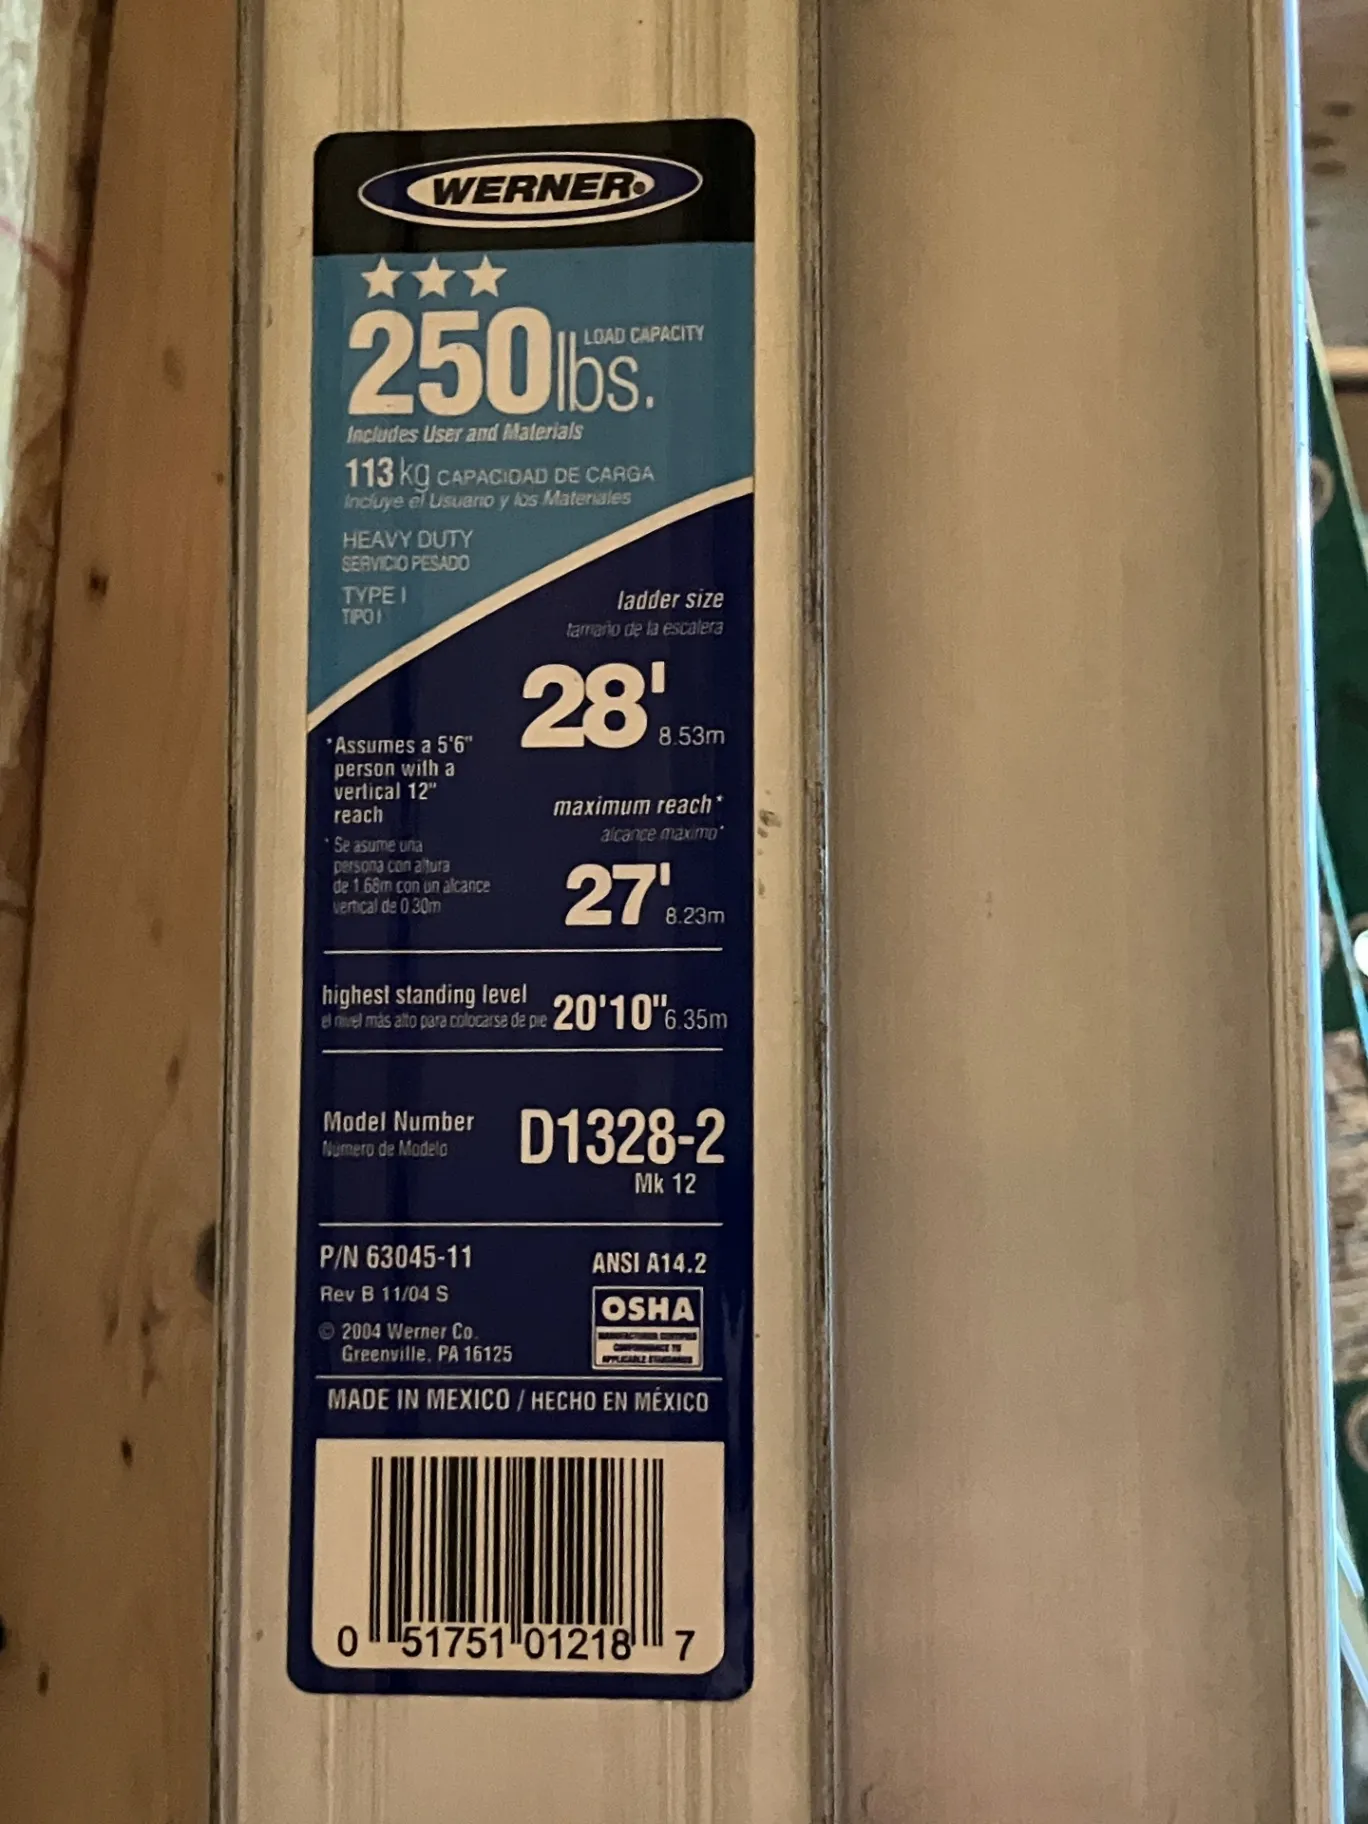 WERNER®
250 lbs. LOAD CAPACITY
Includes User and Materials
113 kg CAPACIDAD DE CARGA
Incluye el Usuario y los Materiales
HEAVY DUTY
SERVICIO PESADO
TYPE I
TIPO I
ladder size
tamaño de la escalera
28'
8.53m
*Assumes a 5'6"
person with a
vertical 12"
reach
* Se asume una
persona con altura
de 1.68m con un alcance
vertical de 0.30m
maximum reach*
alcance máximo*
27'
8.23m
highest standing level
el nivel más alto para colocarse de pie
20'10" 6.35m
Model Number
Número de Modelo
D1328-2
Mk 12
P/N 63045-11
Rev B 11/04 S
© 2004 Werner Co.
Greenville, PA 16125
ANSI A14.2
OSHA
MANUFACTURER CERTIFIED
CONFORMANCE TO
APPLICABLE STANDARDS
MADE IN MEXICO / HECHO EN MÉXICO
0 51751 01218 7